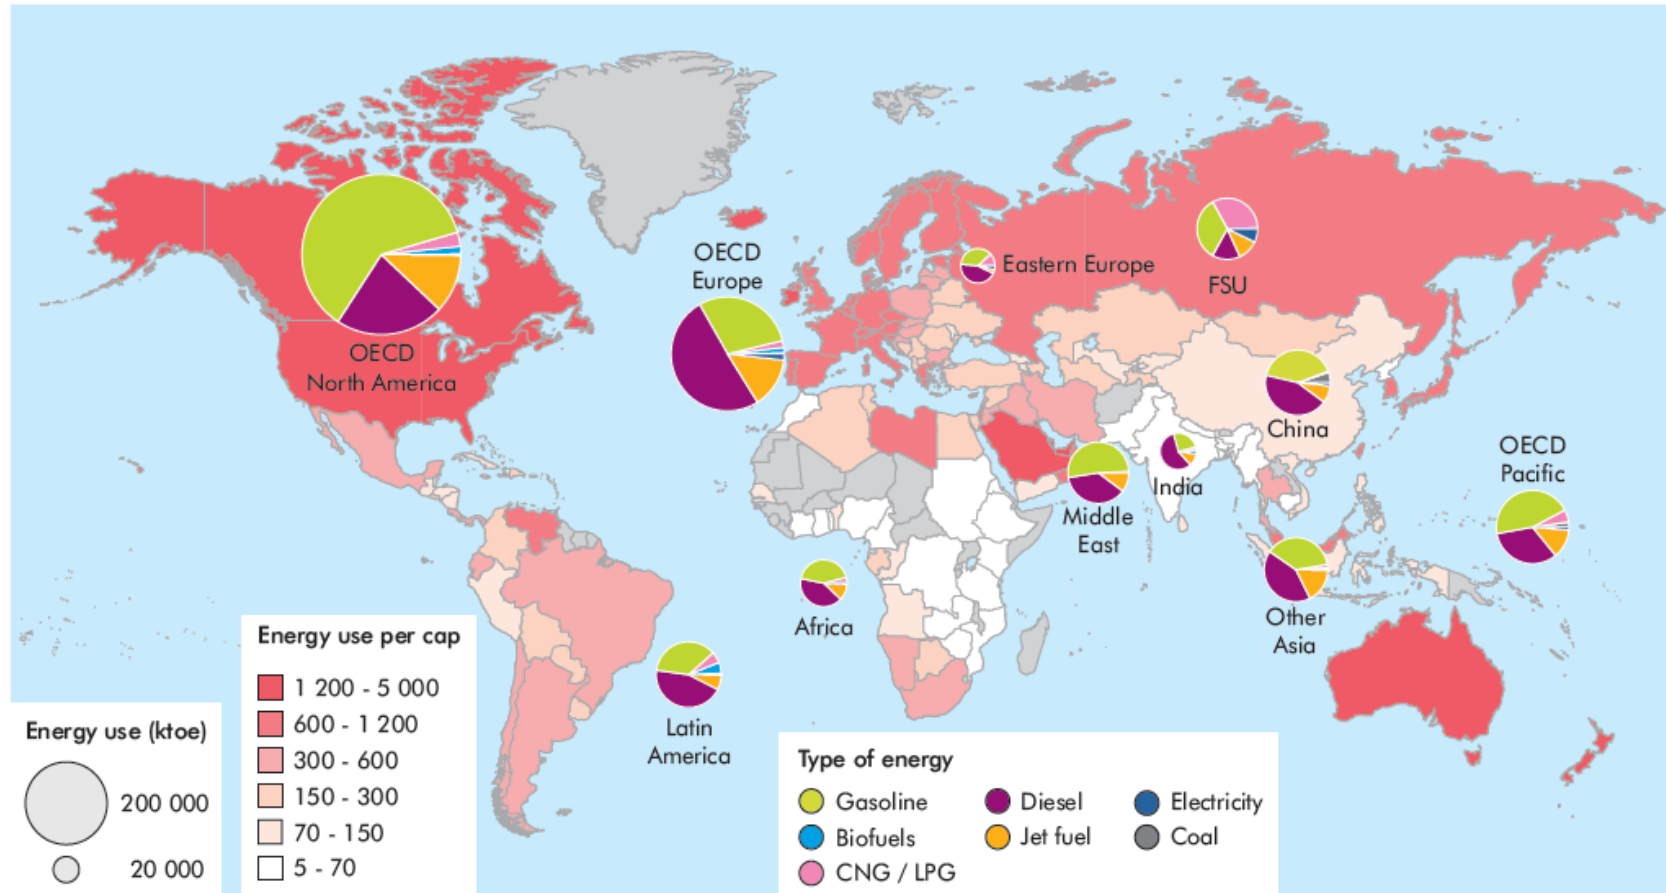 OECD
North America
OECD
Europe
Eastern Europe
FSU
China
OECD
Pacific
India
Middle
East
Other
Asia
Africa
Latin
America
Energy use (ktoe)
200 000
20 000
Energy use per cap
1 200 - 5 000
600 - 1 200
300 - 600
150 - 300
70 - 150
5 - 70
Type of energy
Gasoline
Diesel
Electricity
Biofuels
Jet fuel
Coal
CNG / LPG